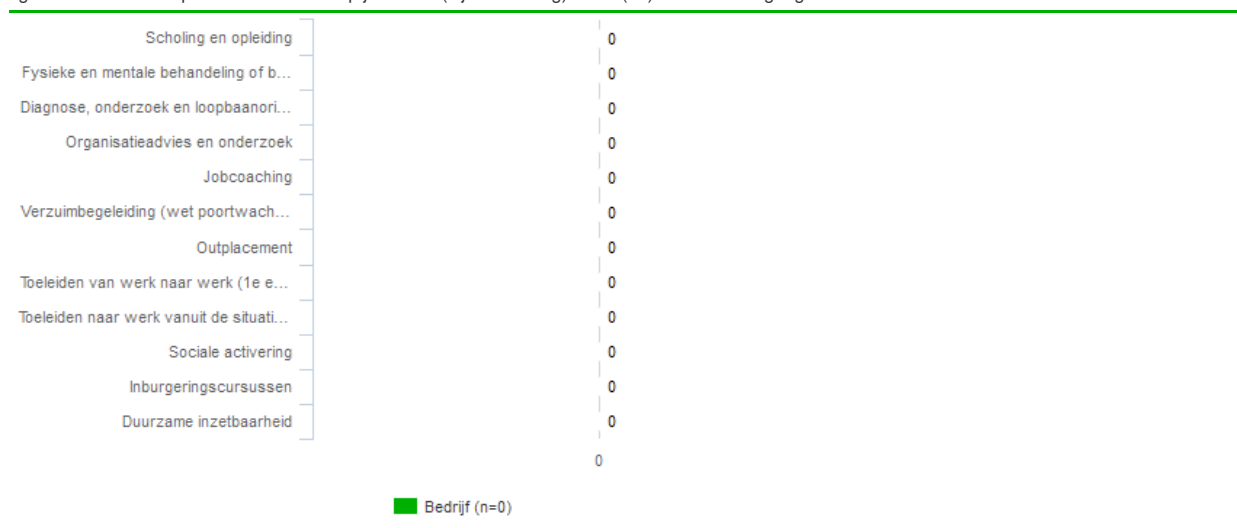 Scholing en opleiding 0
Fysieke en mentale behandeling of b... 0
Diagnose, onderzoek en loopbaanori... 0
Organisatieadvies en onderzoek 0
Jobcoaching 0
Verzuimbegeleiding (wet poortwach... 0
Outplacement 0
Toeleiden van werk naar werk (1e e... 0
Toeleiden naar werk vanuit de situati... 0
Sociale activering 0
Inburgeringscursussen 0
Duurzame inzetbaarheid 0
0
Bedrijf (n=0)